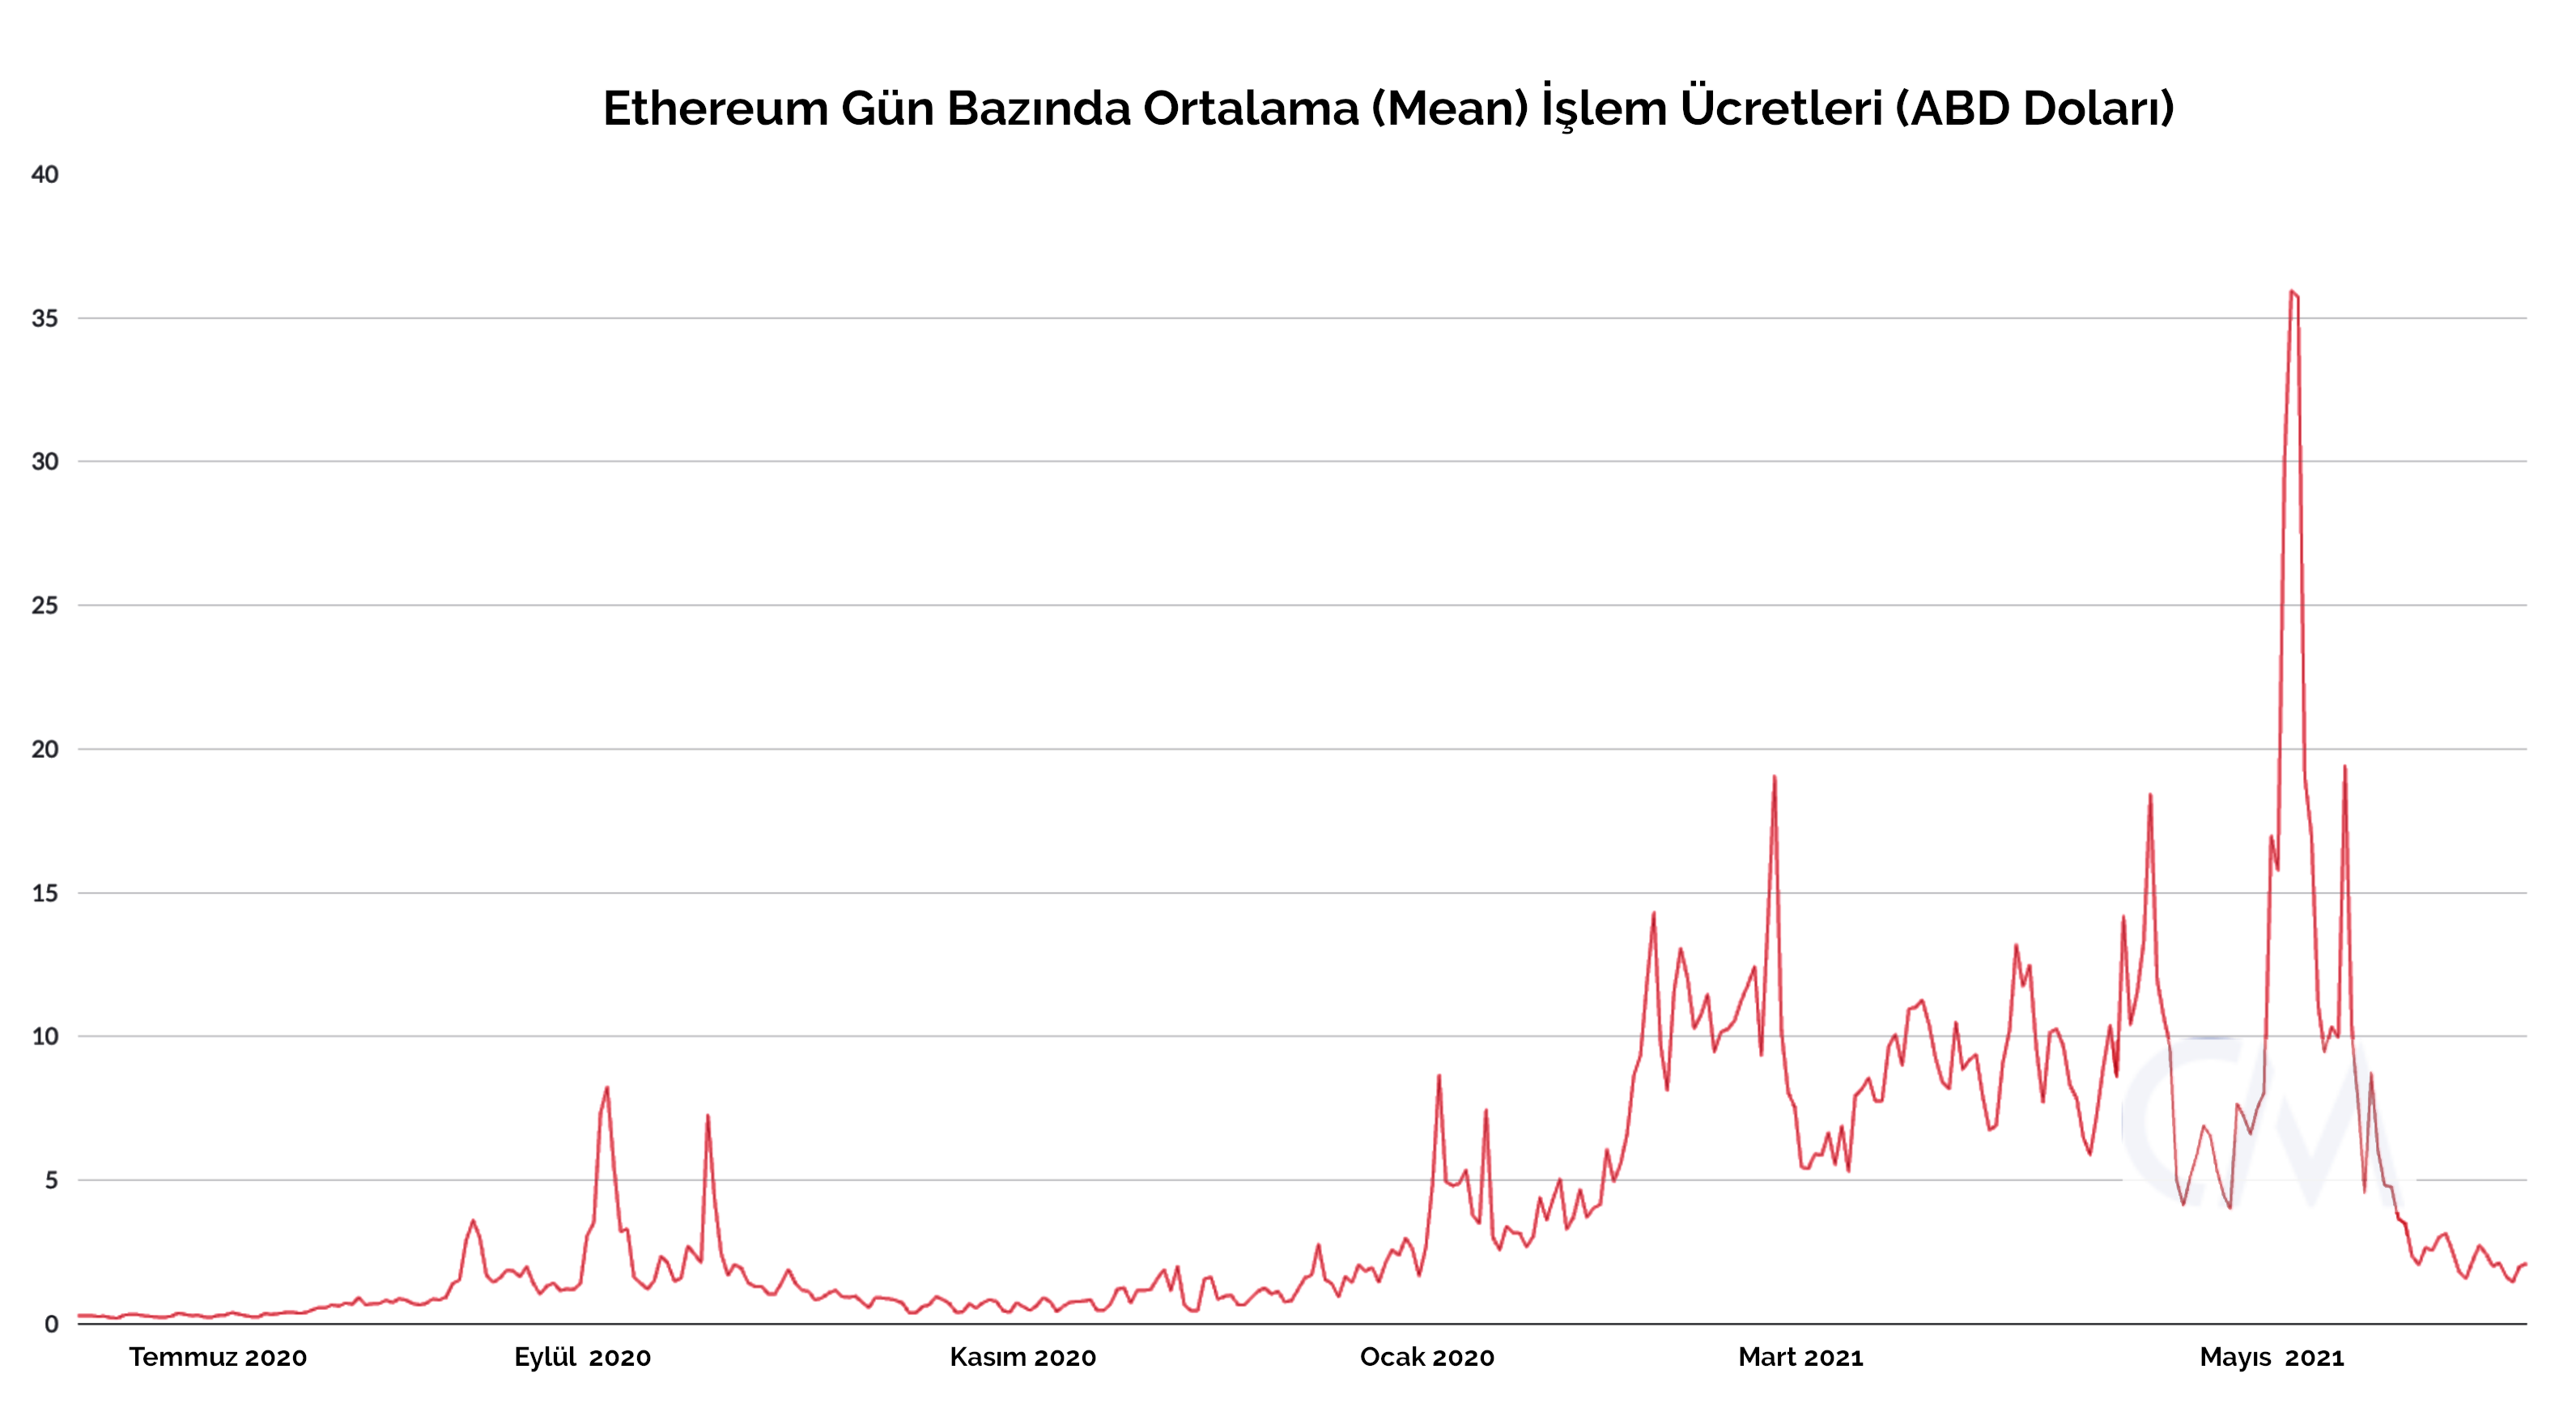 Ethereum Gün Bazında Ortalama (Mean) İşlem Ücretleri (ABD Doları)
40
35
30
25
20
15
10
5
0
Temmuz 2020
Eylül 2020
Kasım 2020
Ocak 2020
Mart 2021
Mayıs 2021
CM